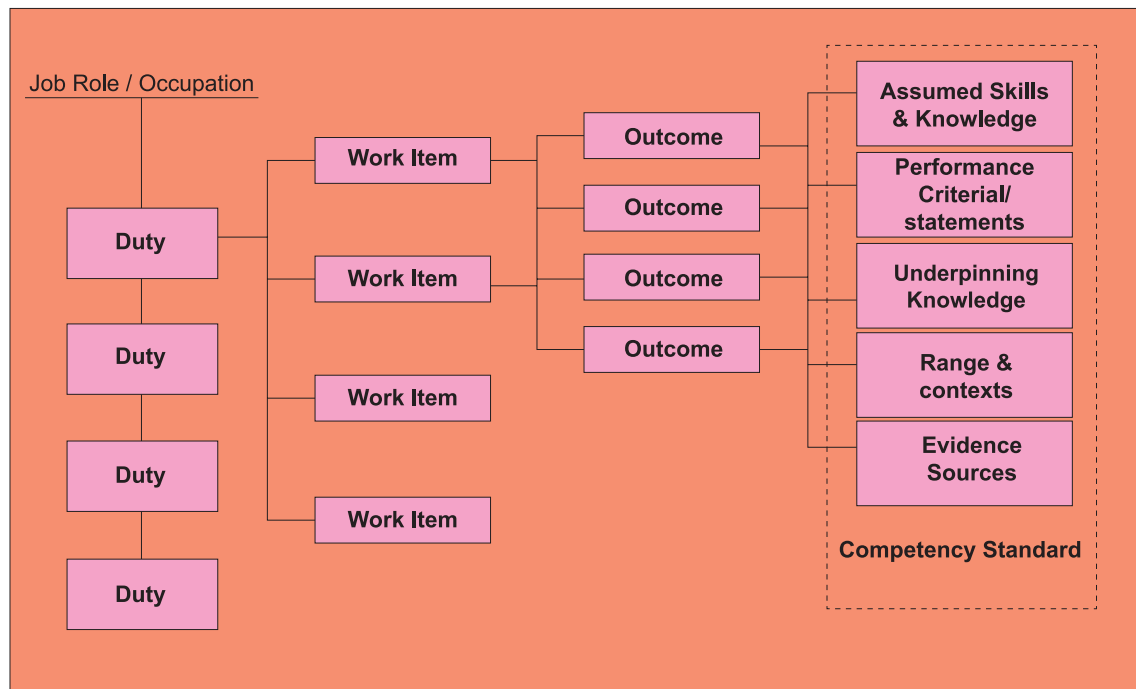 Job Role / Occupation
Duty
Duty
Duty
Duty
Work Item
Work Item
Work Item
Work Item
Outcome
Outcome
Outcome
Outcome
Assumed Skills
& Knowledge
Performance
Criterial/
statements
Underpinning
Knowledge
Range &
contexts
Evidence
Sources
Competency Standard